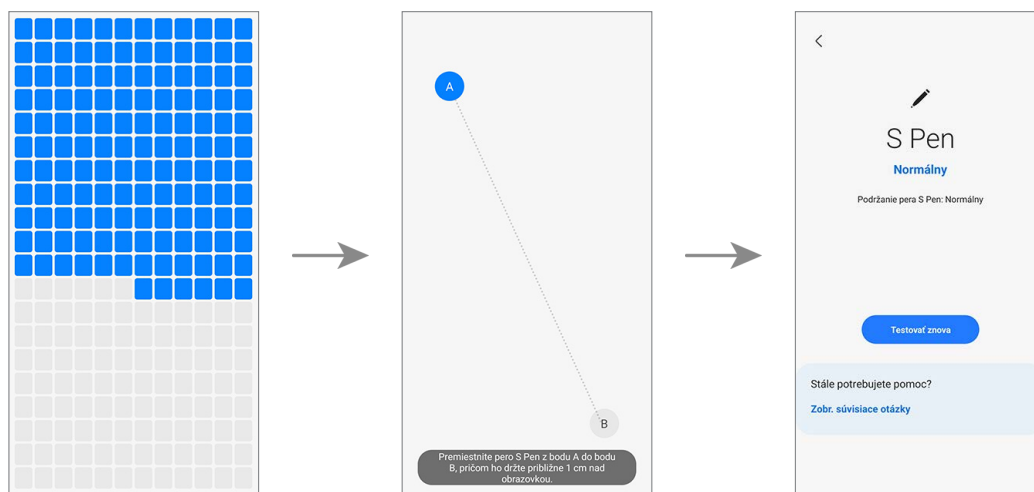 A
B
Premiestnite pero S Pen z bodu A do bodu
B, pričom ho držte približne 1 cm nad
obrazovkou.
S Pen
Normálny
Podržanie pera S Pen: Normálny
Testovať znova
Stále potrebujete pomoc?
Zobr. súvisiace otázky